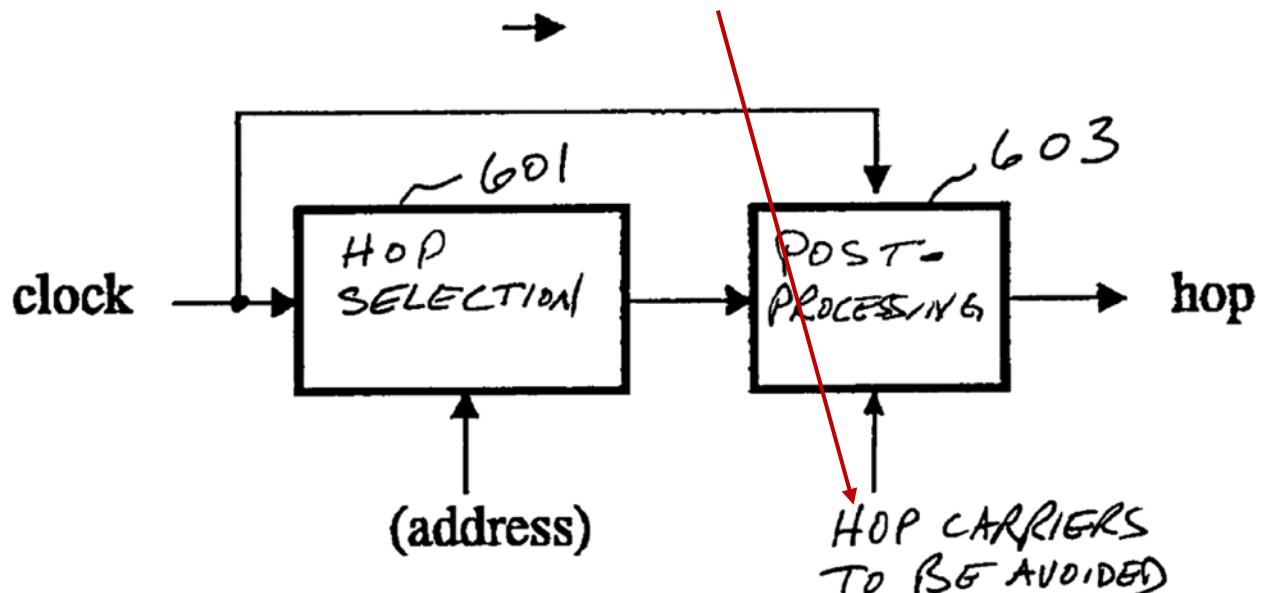 601
603
HOP
SELECTION
POST-
PROCESSING
clock
hop
(address)
HOP CARRIERS
TO BE AVOIDED